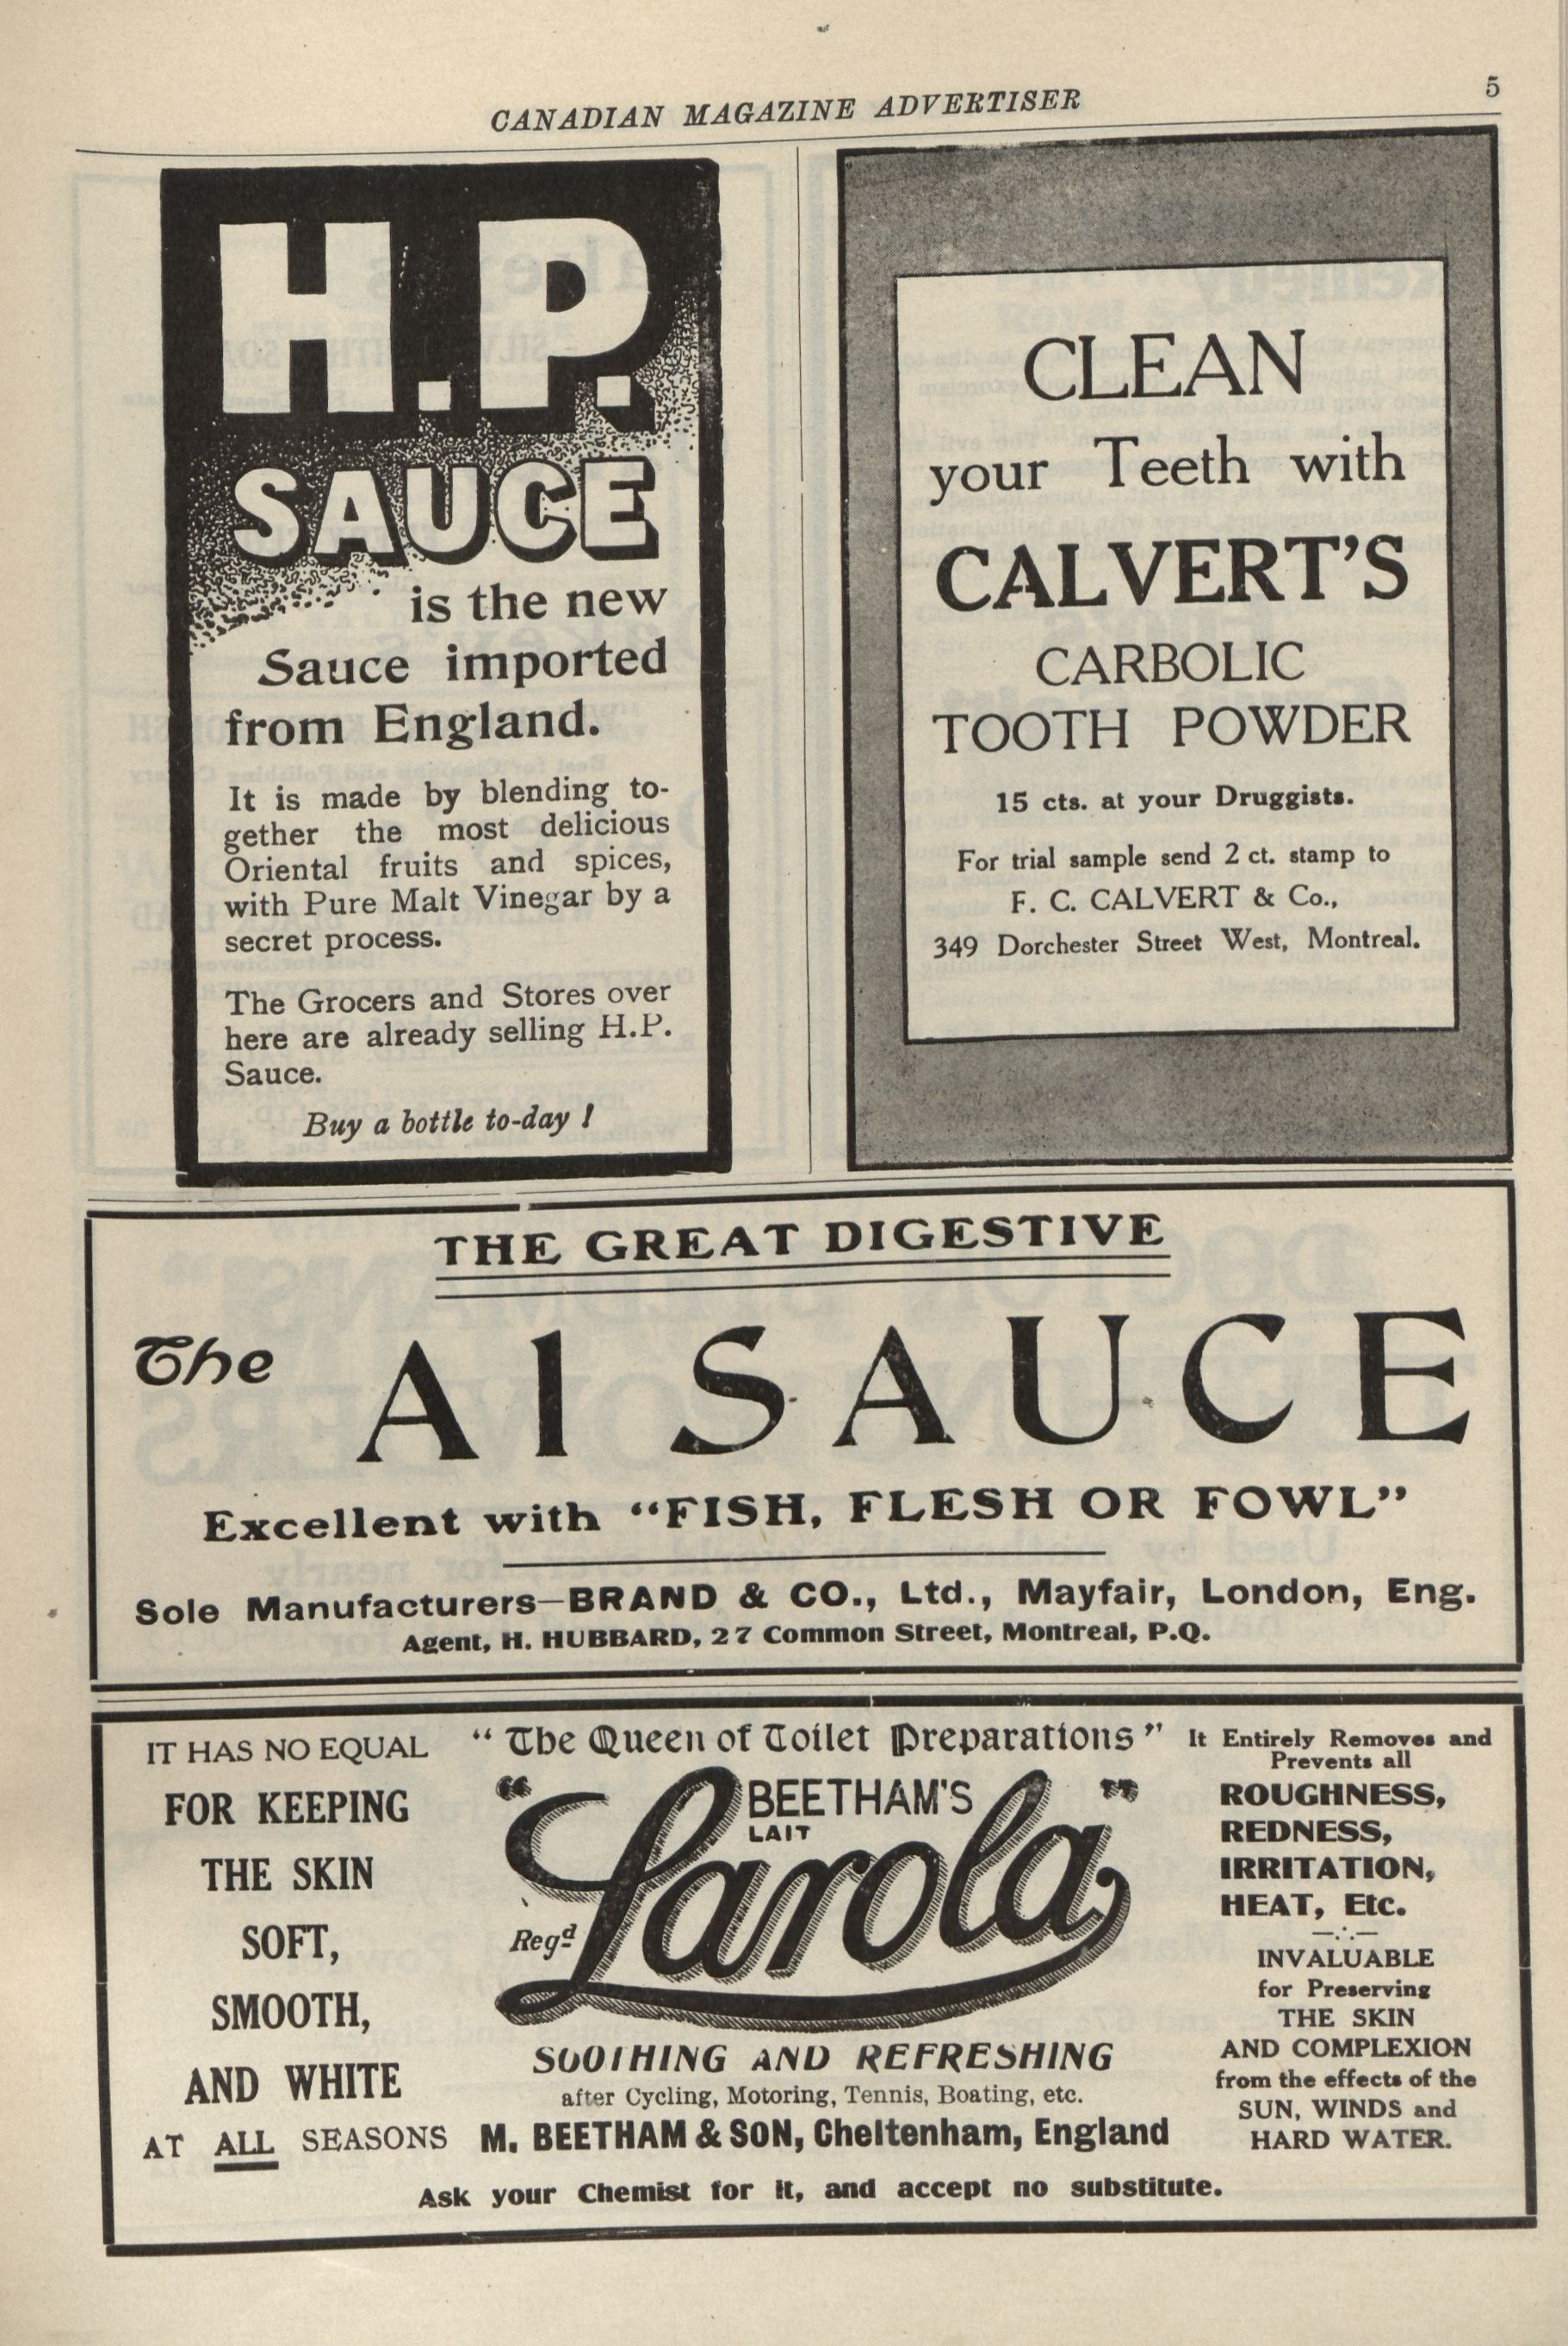 CANADIAN MAGAZINE ADVERTISER
5
H.P.
SAUCE
is the new
Sauce imported
from England.
It is made by blending to-
gether the most delicious
Oriental fruits and spices,
with Pure Malt Vinegar by a
secret process.
The Grocers and Stores over
here are already selling H.P.
Sauce.
Buy a bottle to-day !
CLEAN
your Teeth with
CALVERT'S
CARBOLIC
TOOTH POWDER
15 cts. at your Druggists.
For trial sample send 2 ct. stamp to
F. C. CALVERT & Co.,
349 Dorchester Street West, Montreal.
THE GREAT DIGESTIVE
The A1 SAUCE
Excellent with "FISH, FLESH OR FOWL"
Sole Manufacturers—BRAND & CO., Ltd., Mayfair, London, Eng.
Agent, H. HUBBARD, 27 Common Street, Montreal, P.Q.
IT HAS NO EQUAL
FOR KEEPING
THE SKIN
SOFT,
SMOOTH,
AND WHITE
AT ALL SEASONS
"The Queen of Toilet Preparations"
BEETHAM'S
LAIT
"Larola"
Regd
SOOTHING AND REFRESHING
after Cycling, Motoring, Tennis, Boating, etc.
M. BEETHAM & SON, Cheltenham, England
It Entirely Removes and
Prevents all
ROUGHNESS,
REDNESS,
IRRITATION,
HEAT, Etc.
INVALUABLE
for Preserving
THE SKIN
AND COMPLEXION
from the effects of the
SUN, WINDS and
HARD WATER.
Ask your Chemist for it, and accept no substitute.